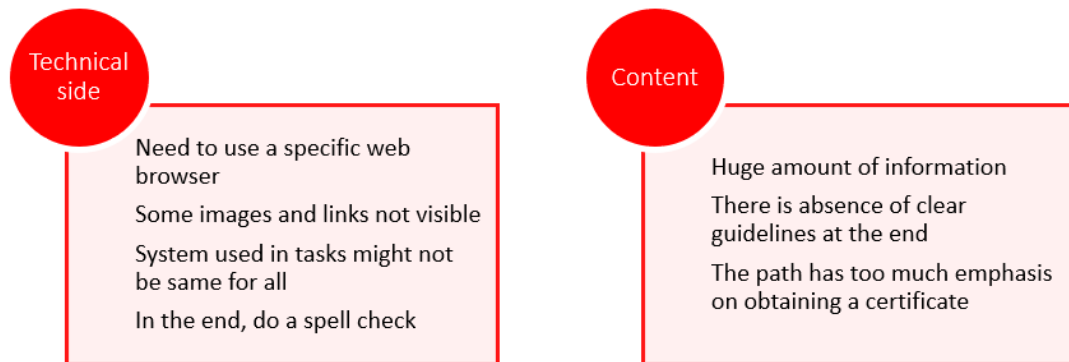 Technical
side
Need to use a specific web
browser
Some images and links not visible
System used in tasks might not
be same for all
In the end, do a spell check
Content
Huge amount of information
There is absence of clear
guidelines at the end
The path has too much emphasis
on obtaining a certificate